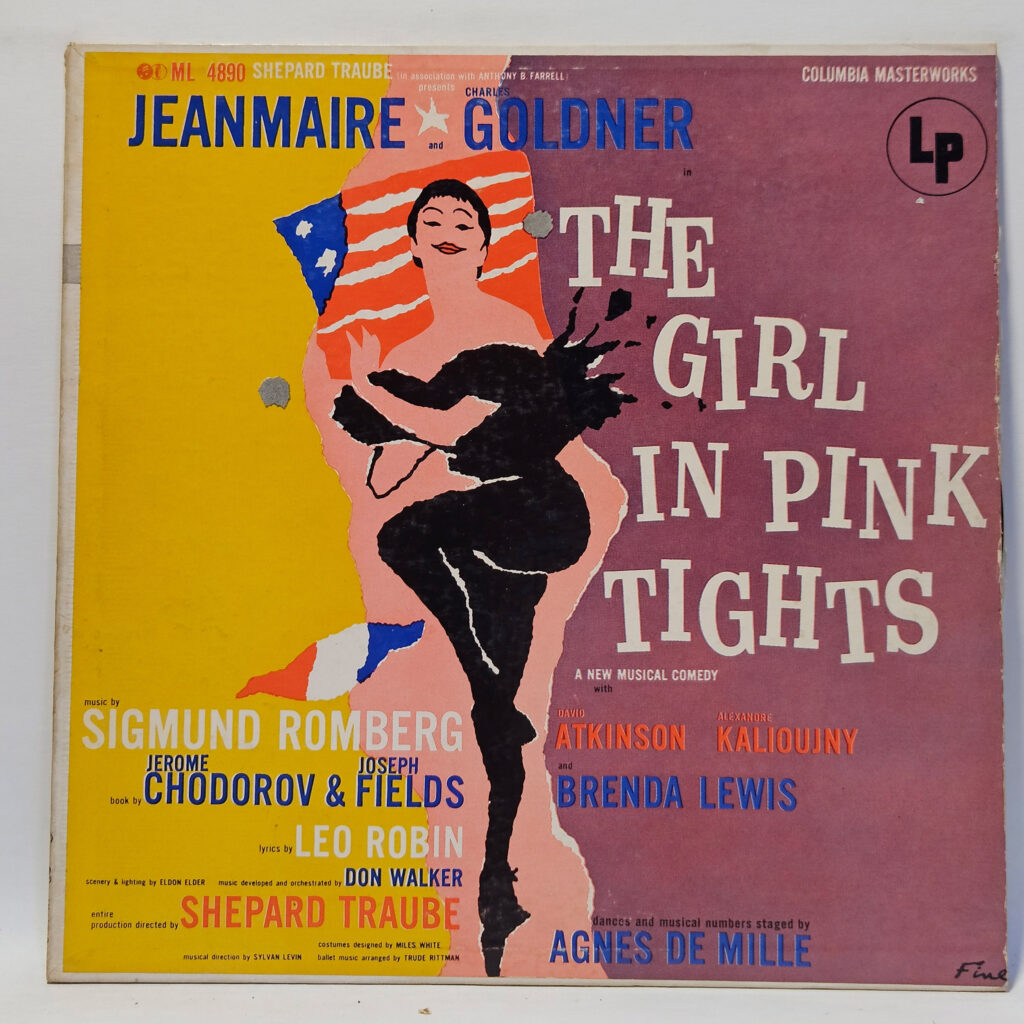 ML 4890 SHEPARD TRAUBE (in association with ANTHONY B. FARRELL)
presents
COLUMBIA MASTERWORKS
LP
JEANMAIRE and CHARLES GOLDNER
in
THE
GIRL
IN PINK
TIGHTS
A NEW MUSICAL COMEDY
with
DAVID ATKINSON ALEXANDRE KALIOUJNY
and
BRENDA LEWIS
music by
SIGMUND ROMBERG
book by JEROME CHODOROV & JOSEPH FIELDS
lyrics by LEO ROBIN
scenery & lighting by ELDON ELDER music developed and orchestrated by DON WALKER
entire
production directed by SHEPARD TRAUBE
costumes designed by MILES WHITE
musical direction by SYLVAN LEVIN ballet music arranged by TRUDE RITTMAN
dances and musical numbers staged by
AGNES DE MILLE